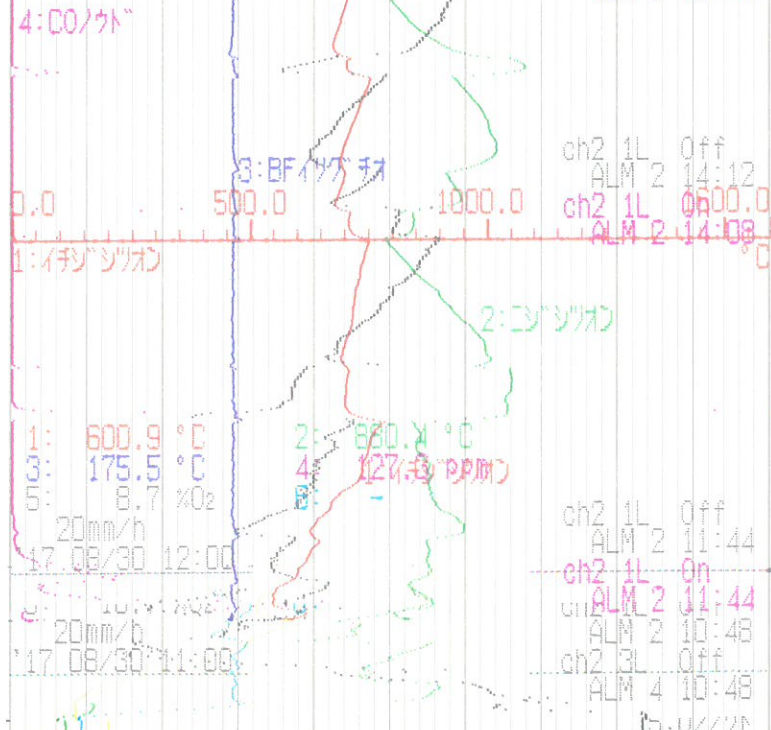 4:COノウド
ch2 1L Off
ALM 2 14:12
3:BFイリグチオ
0.0 500.0 1000.0
ch2 1L On
ALM 2 14:08
°C
1:イチジシツオン
2:ニジシツオン
1: 600.9 °C
3: 175.5 °C 4: ppm
5: 8.7 %O₂ -
20mm/h
'17.08/30 12:00
ch2 1L Off
ALM 2 11:44
ch2 1L On
ALM 2 11:44
20mm/h
ALM 2 10:48
'17.08/30 11:00
ch2 3L Off
ALM 4 10:48